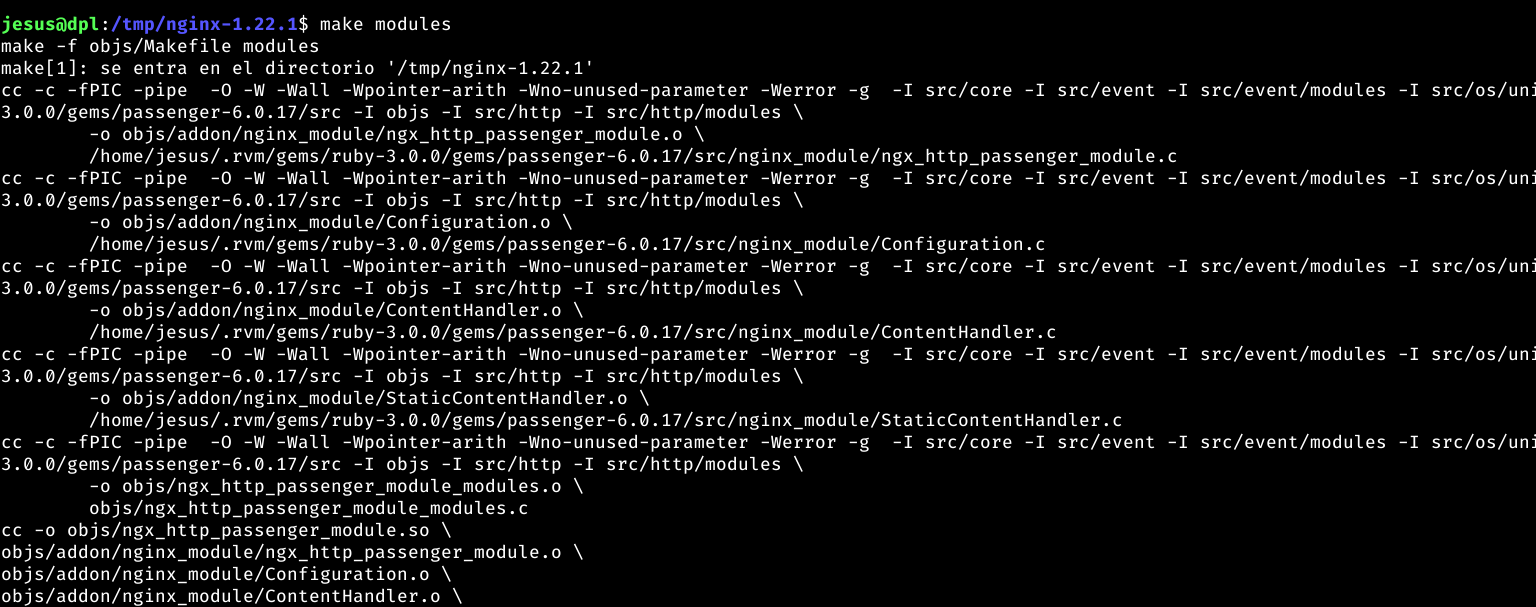 jesus@dpl:/tmp/nginx-1.22.1$ make modules
make -f objs/Makefile modules
make[1]: se entra en el directorio '/tmp/nginx-1.22.1'
cc -c -fPIC -pipe  -O -W -Wall -Wpointer-arith -Wno-unused-parameter -Werror -g  -I src/core -I src/event -I src/event/modules -I src/os/uni
3.0.0/gems/passenger-6.0.17/src -I objs -I src/http -I src/http/modules \
        -o objs/addon/nginx_module/ngx_http_passenger_module.o \
        /home/jesus/.rvm/gems/ruby-3.0.0/gems/passenger-6.0.17/src/nginx_module/ngx_http_passenger_module.c
cc -c -fPIC -pipe  -O -W -Wall -Wpointer-arith -Wno-unused-parameter -Werror -g  -I src/core -I src/event -I src/event/modules -I src/os/uni
3.0.0/gems/passenger-6.0.17/src -I objs -I src/http -I src/http/modules \
        -o objs/addon/nginx_module/Configuration.o \
        /home/jesus/.rvm/gems/ruby-3.0.0/gems/passenger-6.0.17/src/nginx_module/Configuration.c
cc -c -fPIC -pipe  -O -W -Wall -Wpointer-arith -Wno-unused-parameter -Werror -g  -I src/core -I src/event -I src/event/modules -I src/os/uni
3.0.0/gems/passenger-6.0.17/src -I objs -I src/http -I src/http/modules \
        -o objs/addon/nginx_module/ContentHandler.o \
        /home/jesus/.rvm/gems/ruby-3.0.0/gems/passenger-6.0.17/src/nginx_module/ContentHandler.c
cc -c -fPIC -pipe  -O -W -Wall -Wpointer-arith -Wno-unused-parameter -Werror -g  -I src/core -I src/event -I src/event/modules -I src/os/uni
3.0.0/gems/passenger-6.0.17/src -I objs -I src/http -I src/http/modules \
        -o objs/addon/nginx_module/StaticContentHandler.o \
        /home/jesus/.rvm/gems/ruby-3.0.0/gems/passenger-6.0.17/src/nginx_module/StaticContentHandler.c
cc -c -fPIC -pipe  -O -W -Wall -Wpointer-arith -Wno-unused-parameter -Werror -g  -I src/core -I src/event -I src/event/modules -I src/os/uni
3.0.0/gems/passenger-6.0.17/src -I objs -I src/http -I src/http/modules \
        -o objs/ngx_http_passenger_module_modules.o \
        objs/ngx_http_passenger_module_modules.c
cc -o objs/ngx_http_passenger_module.so \
objs/addon/nginx_module/ngx_http_passenger_module.o \
objs/addon/nginx_module/Configuration.o \
objs/addon/nginx_module/ContentHandler.o \